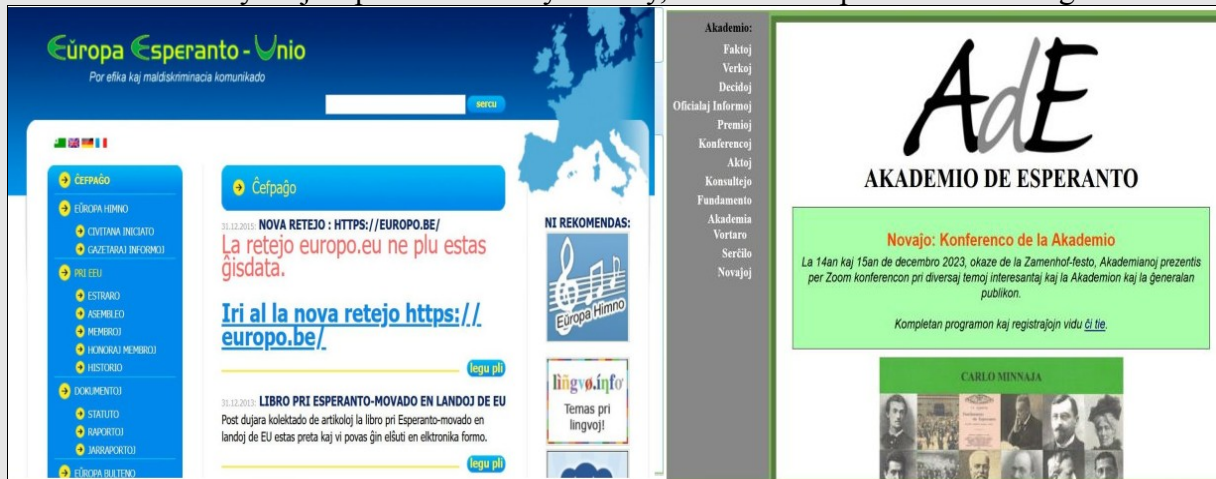 Eŭropa Esperanto - Unio
Por efika kaj maldiskriminacia komunikado
sercu
ĈEFPAĜO
EŬROPA HIMNO
CIVITANA INICIATO
GAZETARAJ INFORMOJ
PRI EEU
ESTRARO
ASEMBLEO
MEMBROJ
HONORAJ MEMBROJ
HISTORIO
DOKUMENTOJ
STATUTO
RAPORTOJ
JARRAPORTOJ
EŬROPA BULTENO
Ĉefpaĝo
31.12.2015: NOVA RETEJO : HTTPS://EUROPO.BE/
La retejo europo.eu ne plu estas
ĝisdata.
Iri al la nova retejo https://
europo.be/
legu pli
31.12.2013: LIBRO PRI ESPERANTO-MOVADO EN LANDOJ DE EU
Post dujara kolektado de artikoloj la libro pri Esperanto-movado en
landoj de EU estas preta kaj vi povas ĝin elŝuti en elktronika formo.
legu pli
NI REKOMENDAS:
Eŭropa Himno
lingvo.info
Temas pri
lingvoj!
Akademio:
Faktoj
Verkoj
Decidoj
Oficialaj Informoj
Premioj
Konferencoj
Aktoj
Konsultejo
Fundamento
Akademia
Vortaro
Serĉilo
Novaĵoj
AdE
AKADEMIO DE ESPERANTO
Novaĵo: Konferenco de la Akademio
La 14an kaj 15an de decembro 2023, okaze de la Zamenhof-festo, Akademianoj prezentis
per Zoom konferencon pri diversaj temoj interesantaj kaj la Akademion kaj la ĝeneralan
publikon.
Kompletan programon kaj registraĵojn vidu ĉi tie.
CARLO MINNAJA